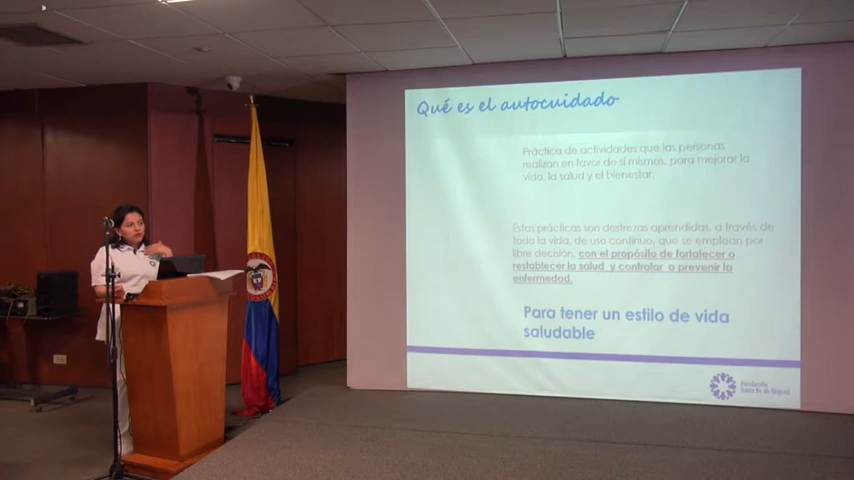 Qué es el autocuidado
Práctica de actividades que las personas
realizan en favor de sí mismos, para mejorar la
vida, la salud y el bienestar.
Estas prácticas son destrezas aprendidas, a través de
toda la vida, de uso continuo, que se emplean por
libre decisión, con el propósito de fortalecer o
restablecer la salud y controlar o prevenir la
enfermedad.
Para tener un estilo de vida
saludable
Fundación
Santa Fe de Bogotá